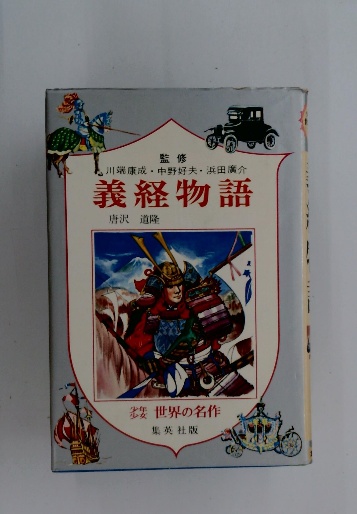 監修
川端康成・中野好夫・浜田廣介
義経物語
唐沢 道隆
少年少女 世界の名作
集英社版